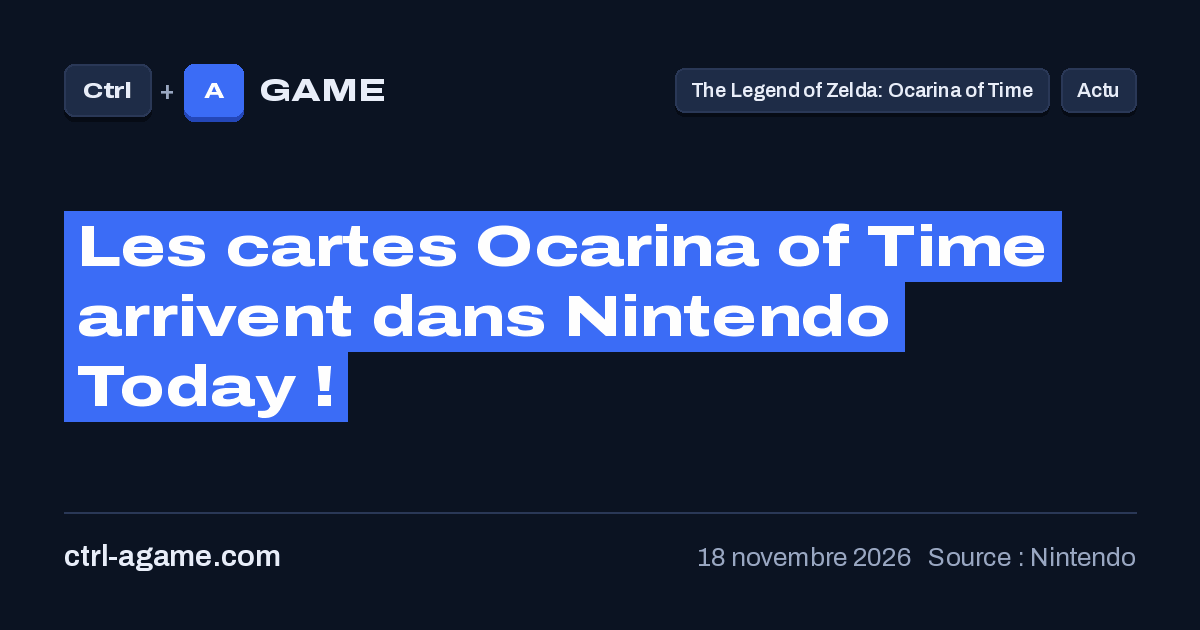 Ctrl + A GAME
The Legend of Zelda: Ocarina of Time Actu
Les cartes Ocarina of Time
arrivent dans Nintendo
Today !
ctrl-agame.com
18 novembre 2026 Source : Nintendo